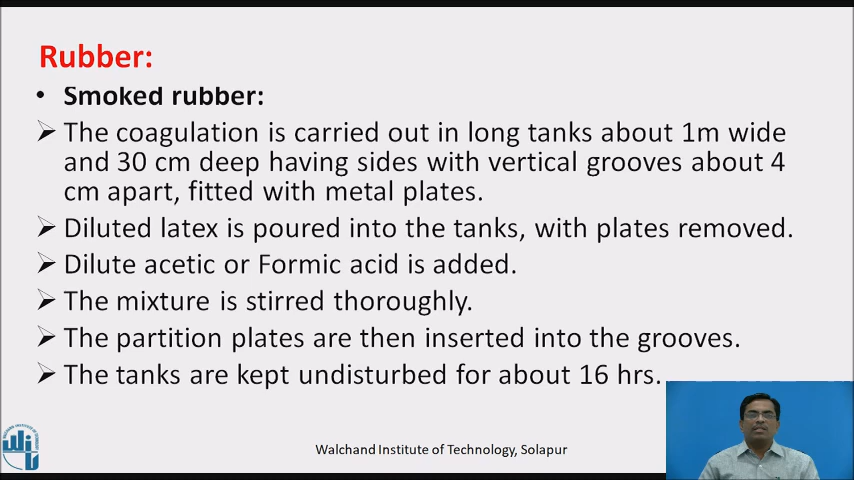 Rubber:
• Smoked rubber:
➢ The coagulation is carried out in long tanks about 1m wide
and 30 cm deep having sides with vertical grooves about 4
cm apart, fitted with metal plates.
➢ Diluted latex is poured into the tanks, with plates removed.
➢ Dilute acetic or Formic acid is added.
➢ The mixture is stirred thoroughly.
➢ The partition plates are then inserted into the grooves.
➢ The tanks are kept undisturbed for about 16 hrs.
Walchand Institute of Technology, Solapur